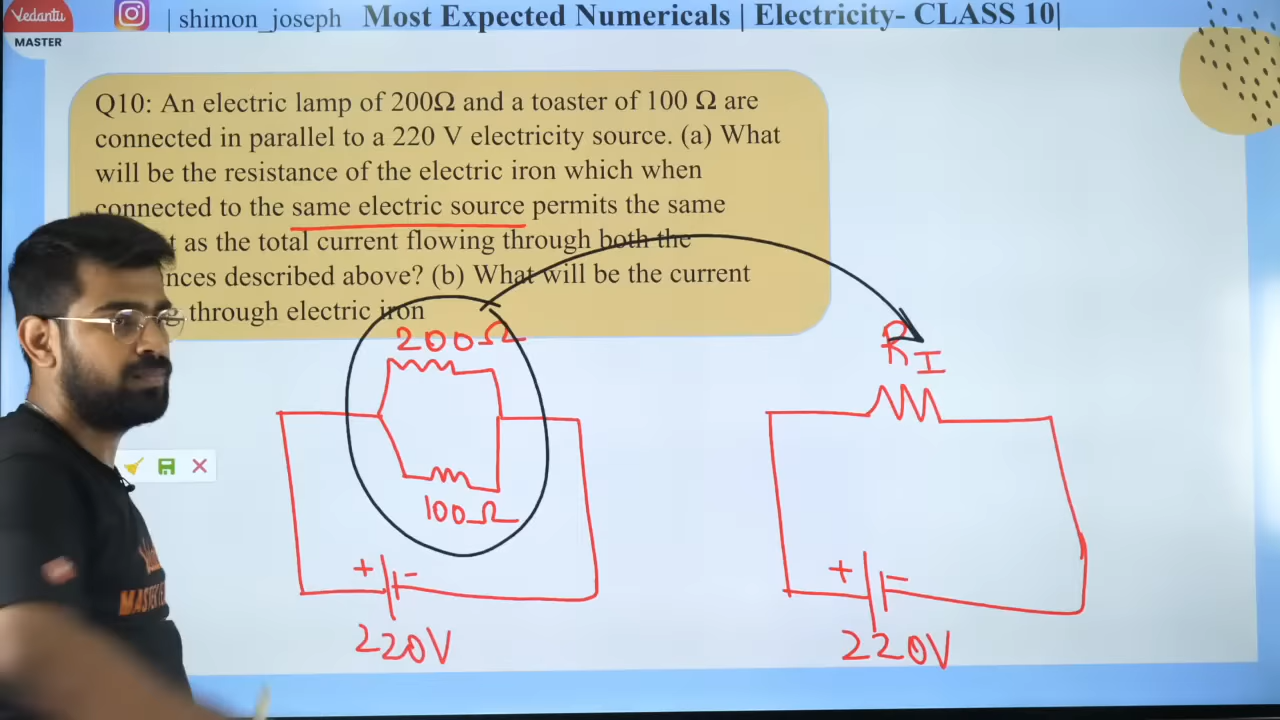 Vedantu
MASTER
| shimon_joseph
Most Expected Numericals | Electricity- CLASS 10|
Q10: An electric lamp of 200Ω and a toaster of 100 Ω are
connected in parallel to a 220 V electricity source. (a) What
will be the resistance of the electric iron which when
connected to the same electric source permits the same
as the total current flowing through both the
described above? (b) What will be the current
through electric iron
200Ω
100Ω
+ -
220V
R_I
+ -
220V